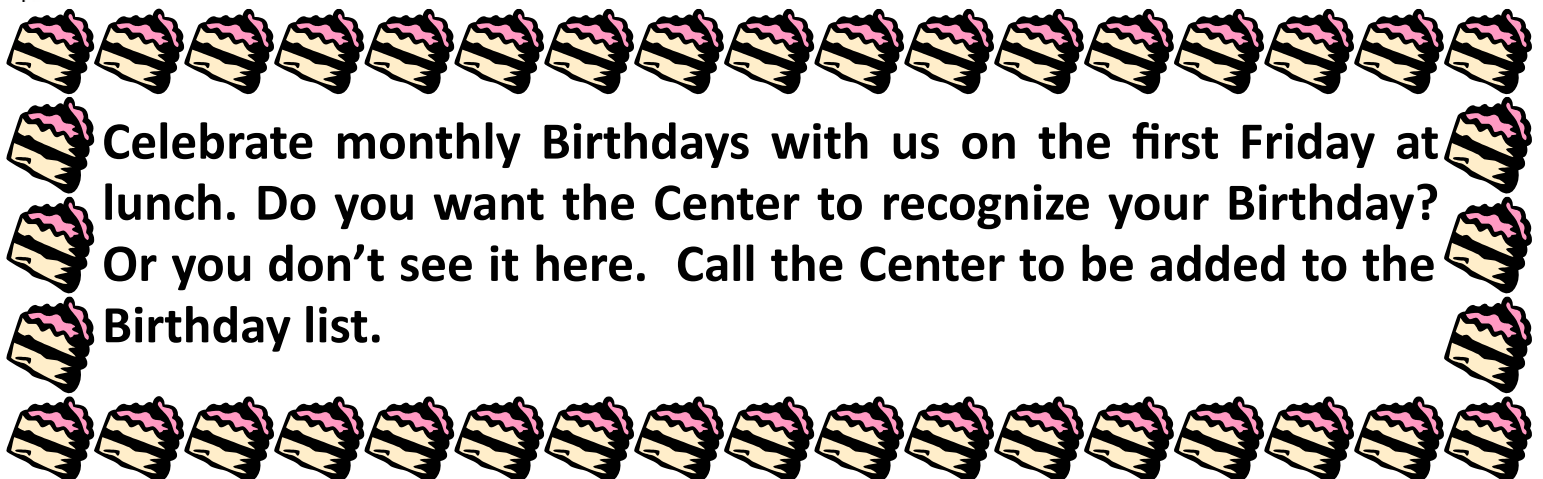 Celebrate monthly Birthdays with us on the first Friday at
lunch. Do you want the Center to recognize your Birthday?
Or you don’t see it here.  Call the Center to be added to the
Birthday list.